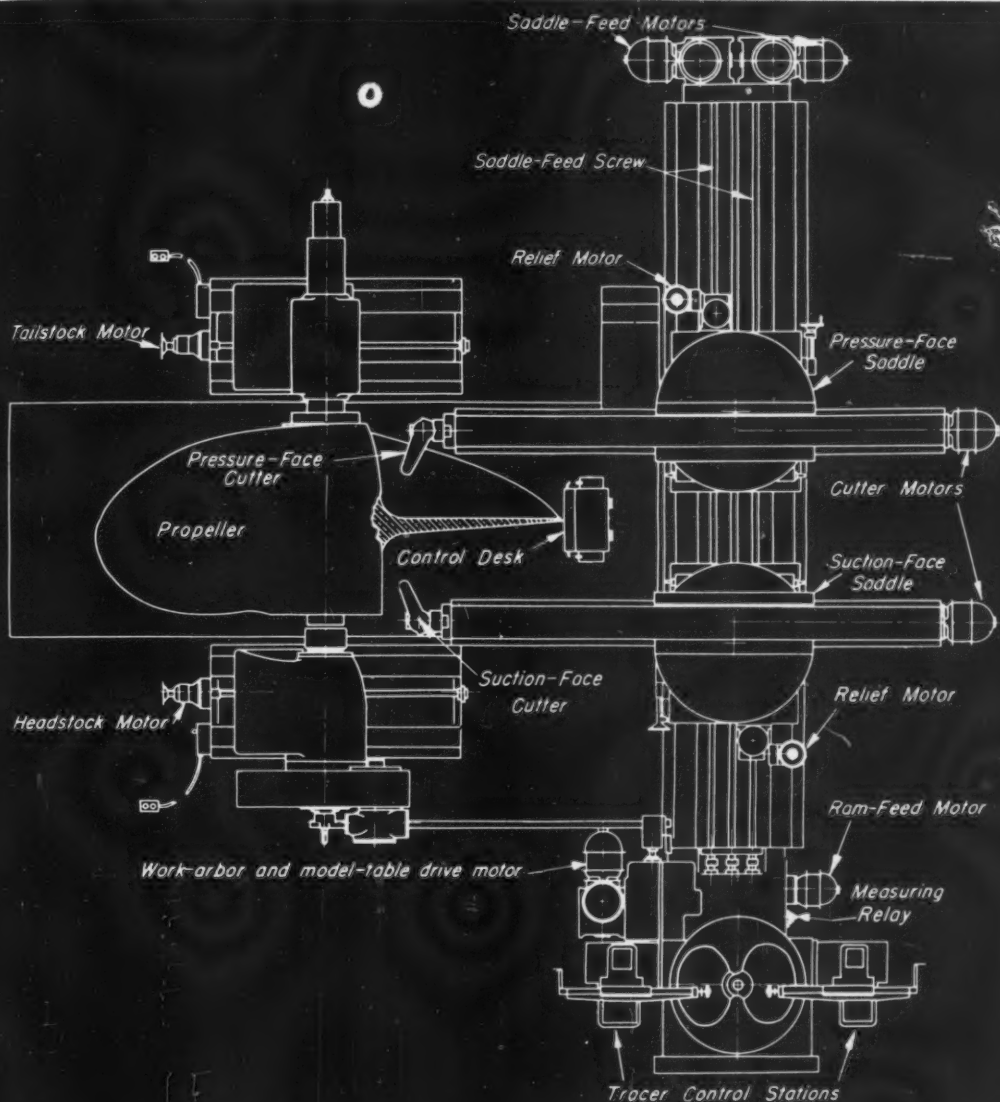 Saddle-Feed Motors
Saddle-Feed Screw
Relief Motor
Tailstock Motor
Pressure-Face
Saddle
Pressure-Face
Cutter
Cutter Motors
Propeller
Control Desk
Suction-Face
Saddle
Suction-Face
Cutter
Relief Motor
Headstock Motor
Ram-Feed Motor
Work-arbor and model-table drive motor
Measuring
Relay
Tracer Control Stations